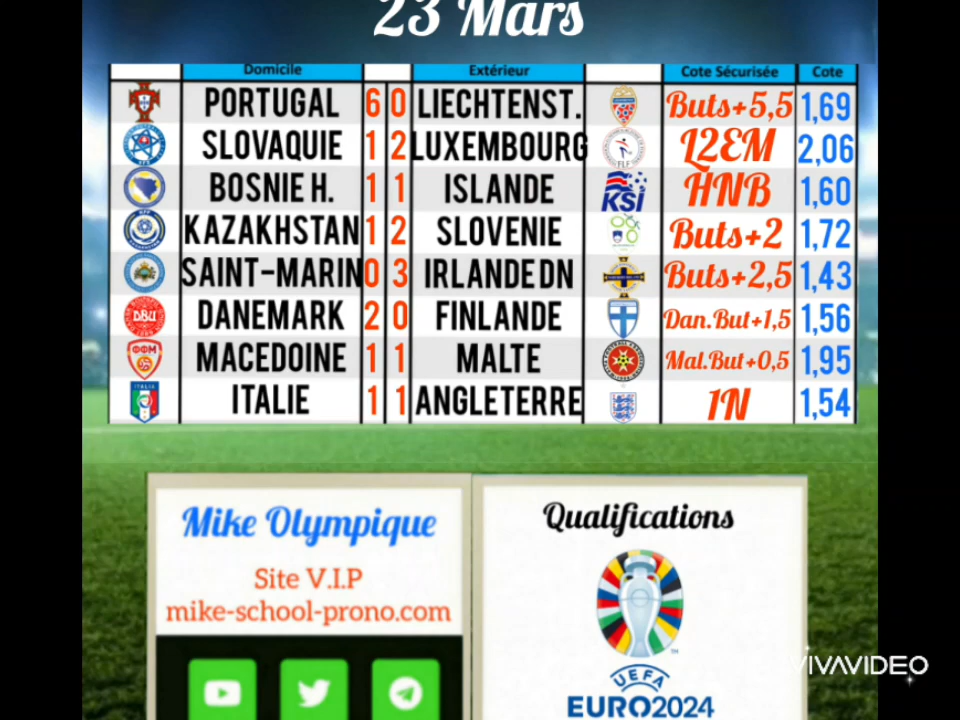 23 Mars
Domicile Extérieur Cote Sécurisée Cote
PORTUGAL 6 0 LIECHTENST. Buts+5,5 1,69
SLOVAQUIE 1 2 LUXEMBOURG L2EM 2,06
BOSNIE H. 1 1 ISLANDE KSÍ HNB 1,60
KAZAKHSTAN 1 2 SLOVENIE Buts+2 1,72
SAINT-MARIN 0 3 IRLANDE DN Buts+2,5 1,43
DBU DANEMARK 2 0 FINLANDE Dan.But+1,5 1,56
ФФМ MACEDOINE 1 1 MALTE Mal.But+0,5 1,95
ITALIA ITALIE 1 1 ANGLETERRE 1N 1,54
Mike Olympique
Site V.I.P
mike-school-prono.com
Qualifications
UEFA
EURO2024
VIVAVIDEO